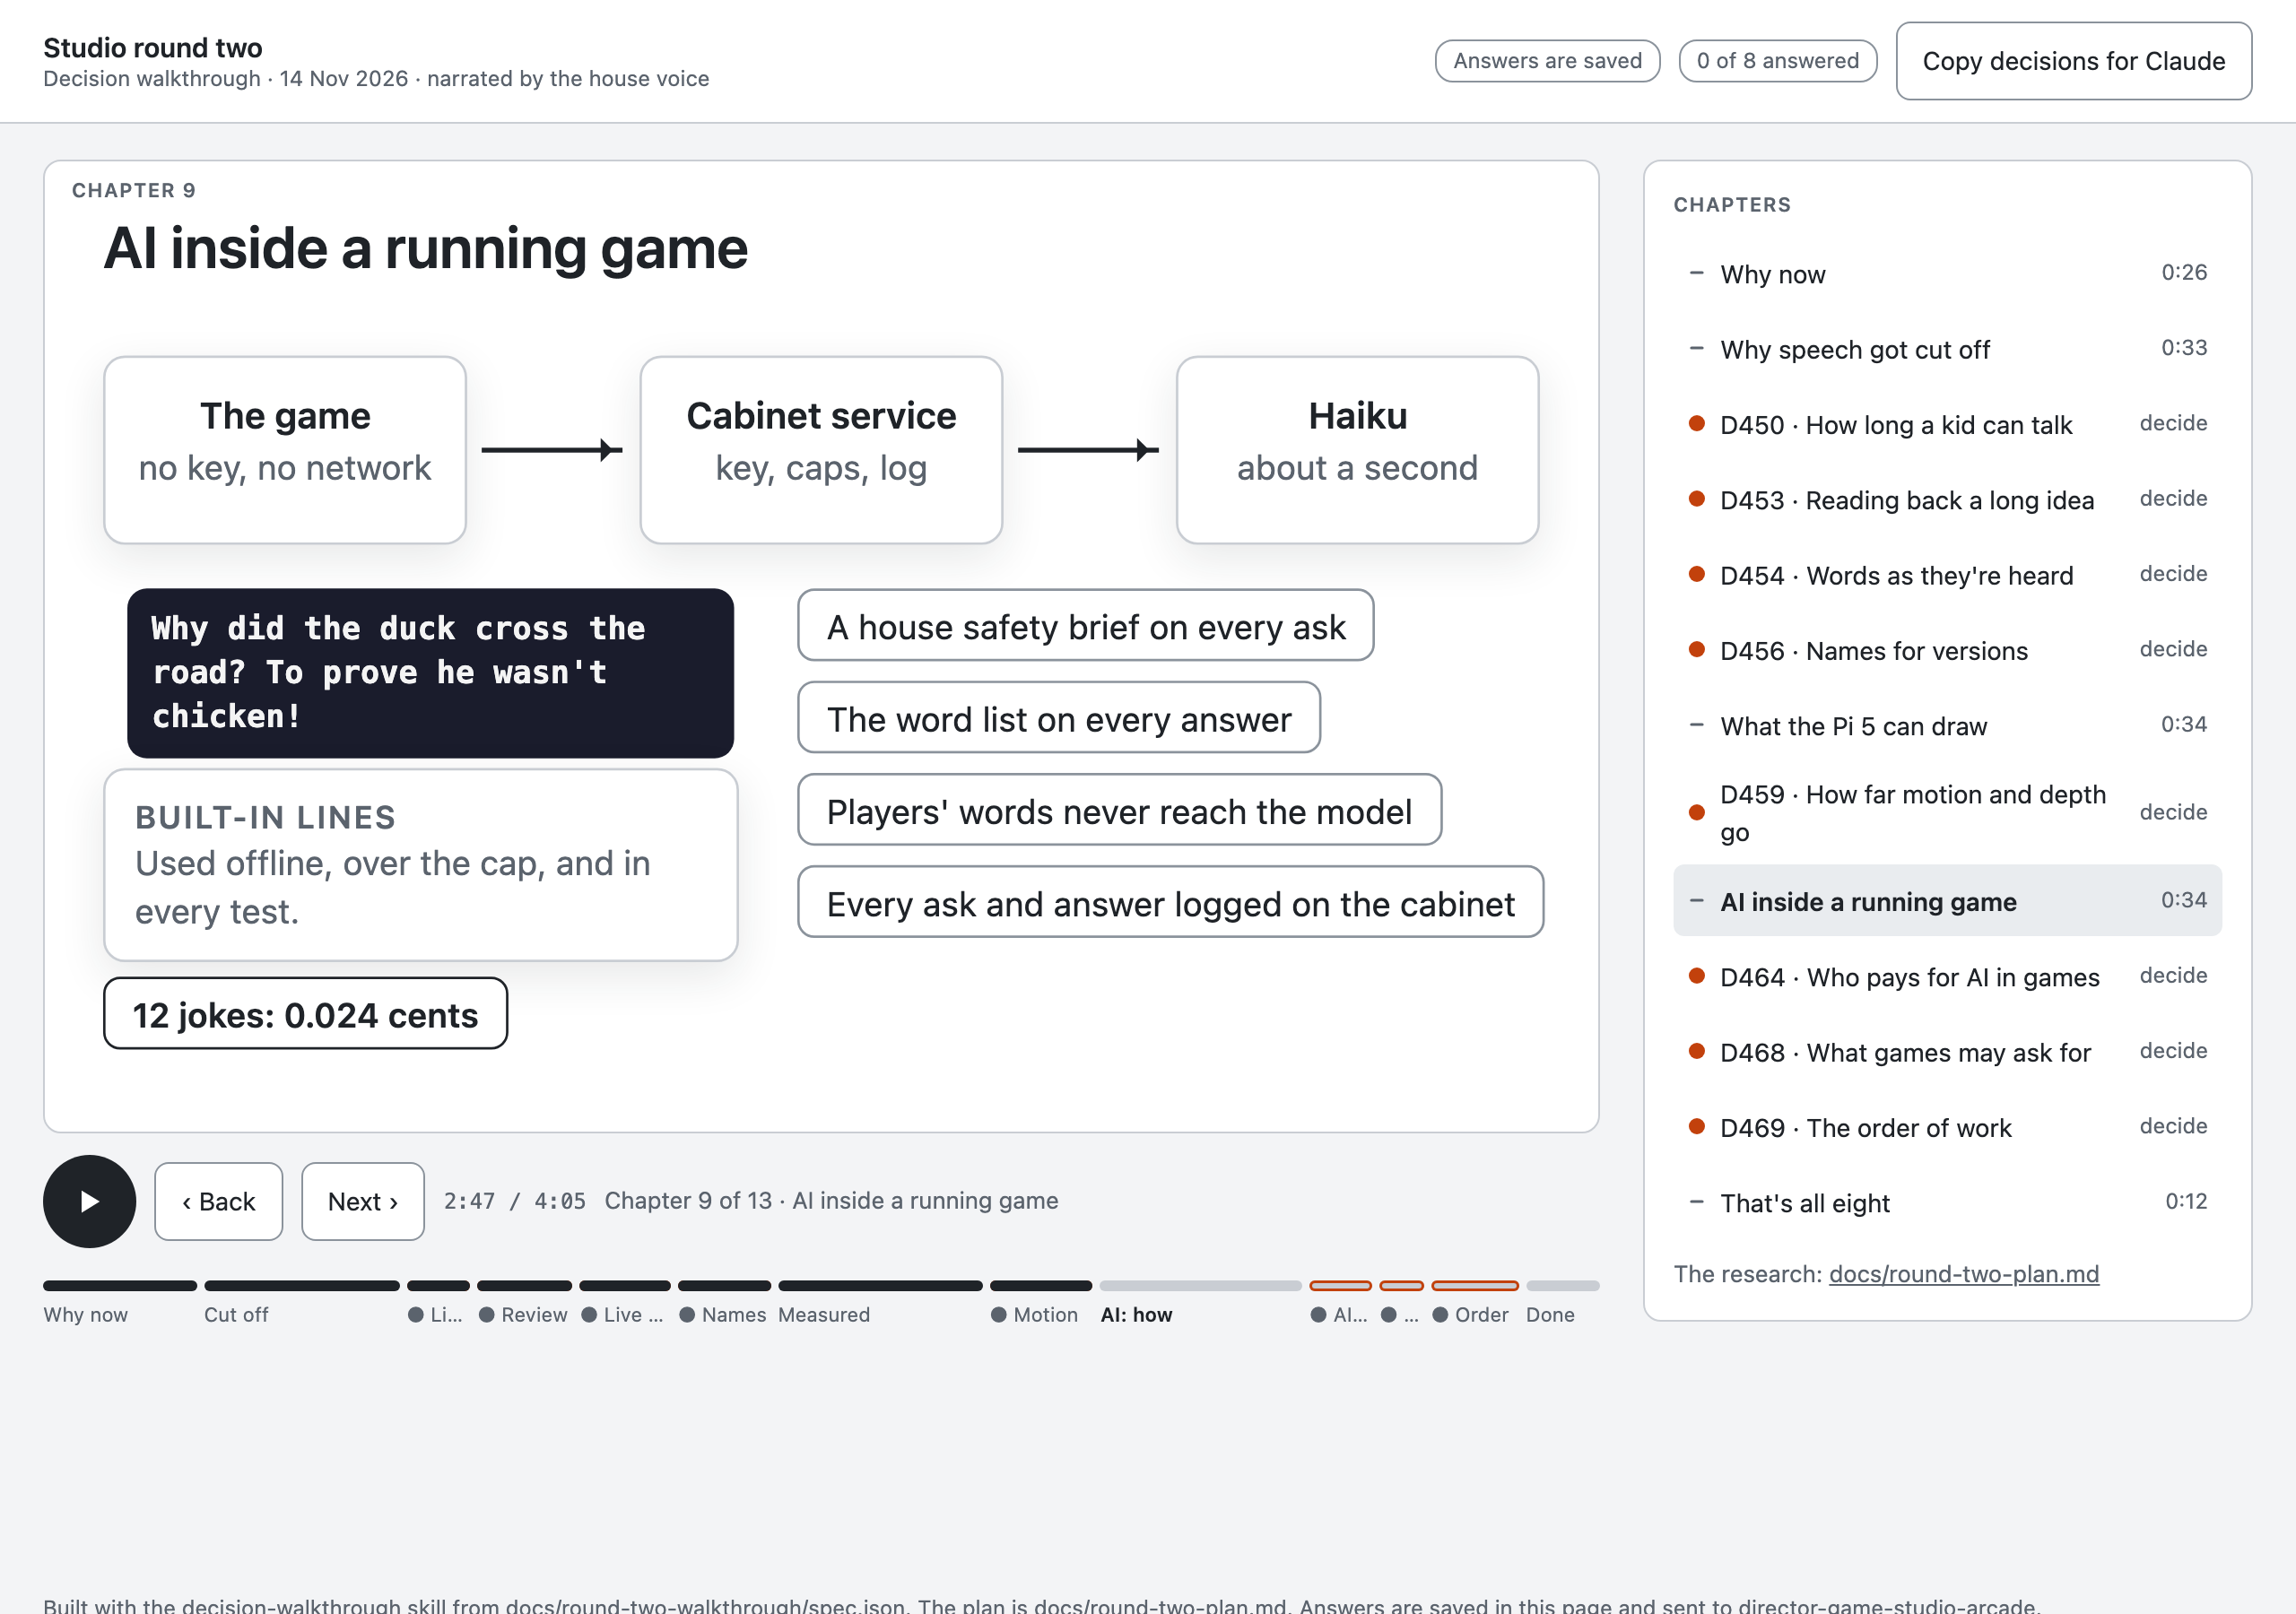 Studio round two
Decision walkthrough · 14 Nov 2026 · narrated by the house voice
Answers are saved
0 of 8 answered
Copy decisions for Claude
CHAPTER 9
AI inside a running game
The game
no key, no network
Cabinet service
key, caps, log
Haiku
about a second
Why did the duck cross the
road? To prove he wasn't
chicken!
BUILT-IN LINES
Used offline, over the cap, and in
every test.
12 jokes: 0.024 cents
A house safety brief on every ask
The word list on every answer
Players' words never reach the model
Every ask and answer logged on the cabinet
‹ Back
Next ›
2:47 / 4:05
Chapter 9 of 13 · AI inside a running game
Why now
Cut off
Li...
Review
Live ...
Names
Measured
Motion
AI: how
AI...
...
Order
Done
CHAPTERS
Why now 0:26
Why speech got cut off 0:33
D450 · How long a kid can talk decide
D453 · Reading back a long idea decide
D454 · Words as they're heard decide
D456 · Names for versions decide
What the Pi 5 can draw 0:34
D459 · How far motion and depth
go
decide
AI inside a running game 0:34
D464 · Who pays for AI in games decide
D468 · What games may ask for decide
D469 · The order of work decide
That's all eight 0:12
The research: docs/round-two-plan.md
Built with the decision-walkthrough skill from docs/round-two-walkthrough/spec.json. The plan is docs/round-two-plan.md. Answers are saved in this page and sent to director-game-studio-arcade.